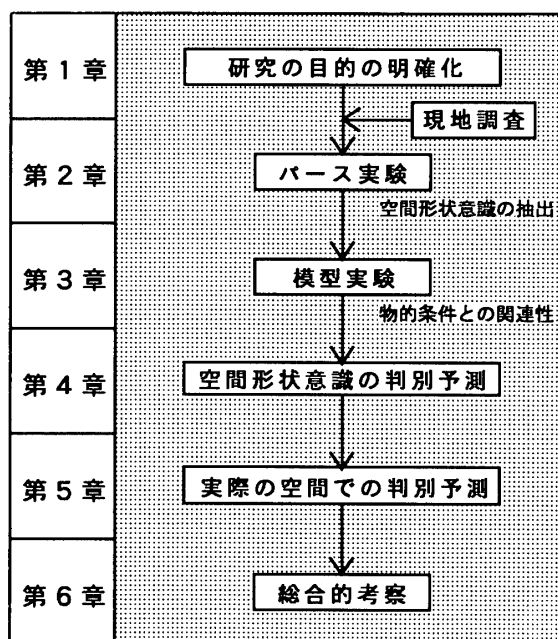 第1章
研究の目的の明確化
現地調査
第2章
パース実験
空間形状意識の抽出
第3章
模型実験
物的条件との関連性
第4章
空間形状意識の判別予測
第5章
実際の空間での判別予測
第6章
総合的考察